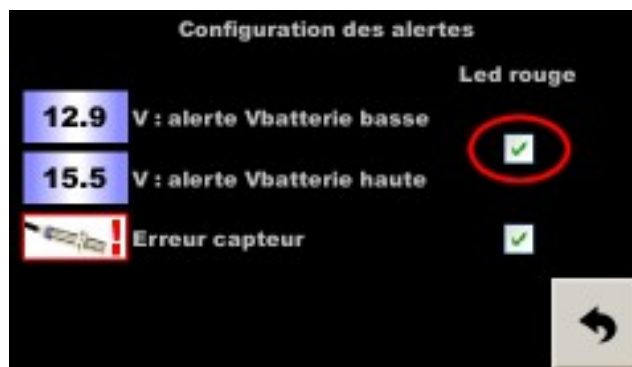 Configuration des alertes
Led rouge
12.9 V : alerte Vbatterie basse
15.5 V : alerte Vbatterie haute
Erreur capteur